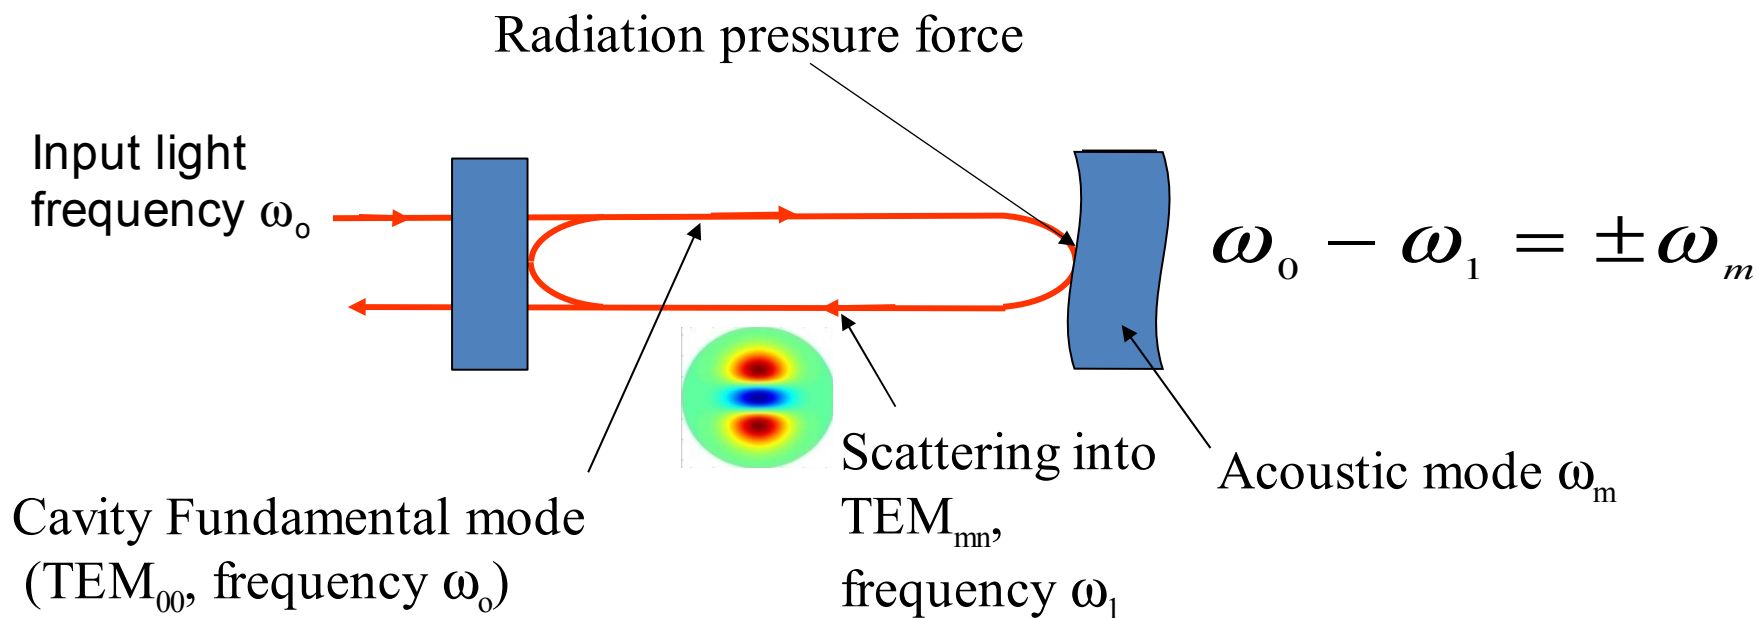 Radiation pressure force
Input light
frequency ωₒ
ωₒ − ω₁ = ± ωₘ
Scattering into
TEMₘₙ,
frequency ω₁
Acoustic mode ωₘ
Cavity Fundamental mode
(TEM₀₀, frequency ωₒ)